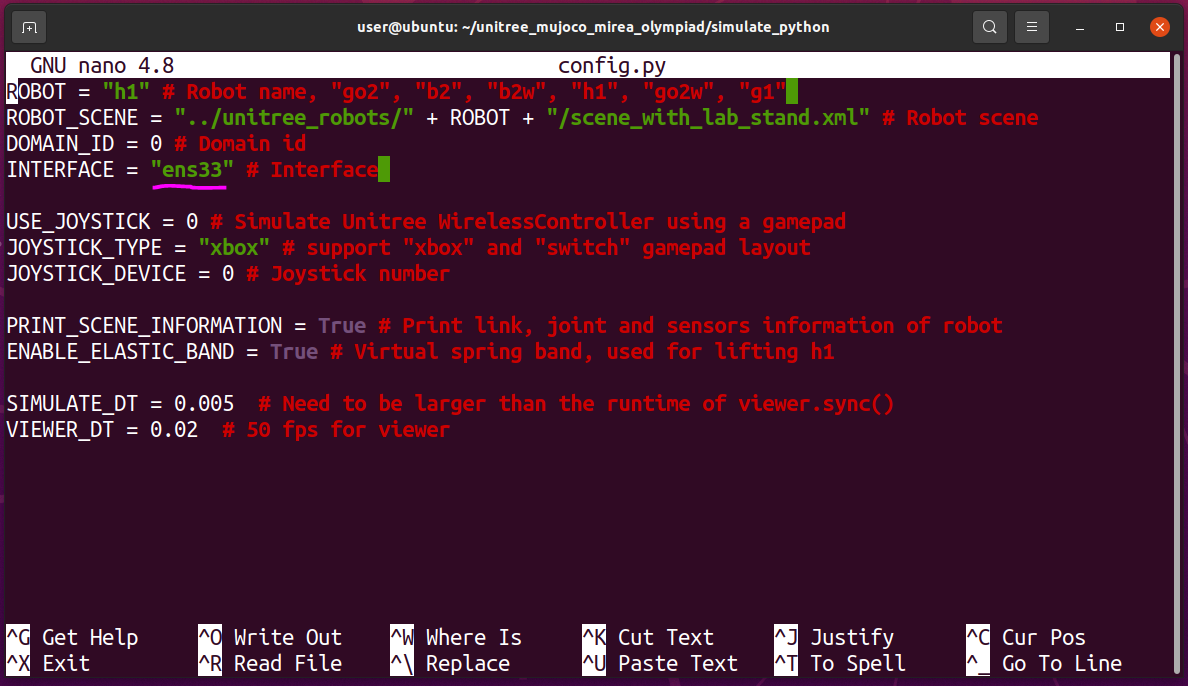 user@ubuntu: ~/unitree_mujoco_mirea_olympiad/simulate_python
GNU nano 4.8 config.py
ROBOT = "h1" # Robot name, "go2", "b2", "b2w", "h1", "go2w", "g1"
ROBOT_SCENE = "../unitree_robots/" + ROBOT + "/scene_with_lab_stand.xml" # Robot scene
DOMAIN_ID = 0 # Domain id
INTERFACE = "ens33" # Interface
USE_JOYSTICK = 0 # Simulate Unitree WirelessController using a gamepad
JOYSTICK_TYPE = "xbox" # support "xbox" and "switch" gamepad layout
JOYSTICK_DEVICE = 0 # Joystick number
PRINT_SCENE_INFORMATION = True # Print link, joint and sensors information of robot
ENABLE_ELASTIC_BAND = True # Virtual spring band, used for lifting h1
SIMULATE_DT = 0.005  # Need to be larger than the runtime of viewer.sync()
VIEWER_DT = 0.02  # 50 fps for viewer
^G Get Help ^O Write Out ^W Where Is ^K Cut Text ^J Justify ^C Cur Pos
^X Exit ^R Read File ^\ Replace ^U Paste Text ^T To Spell ^_ Go To Line